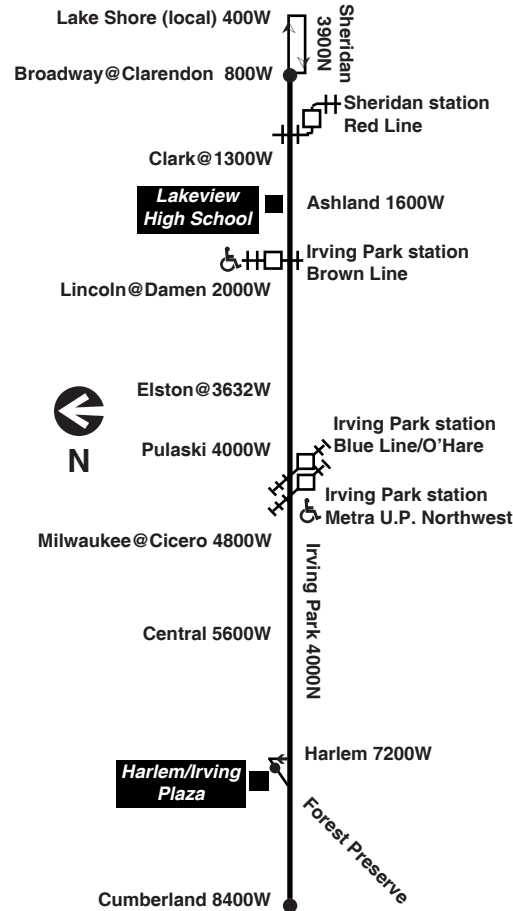 Lake Shore (local) 400W
Sheridan
3900N
Broadway@Clarendon 800W
Sheridan station
Red Line
Clark@1300W
Lakeview
High School
Ashland 1600W
Irving Park station
Brown Line
Lincoln@Damen 2000W
Elston@3632W
N
Pulaski 4000W
Irving Park station
Blue Line/O'Hare
Irving Park station
Metra U.P. Northwest
Milwaukee@Cicero 4800W
Irving Park 4000N
Central 5600W
Harlem 7200W
Harlem/Irving
Plaza
Forest Preserve
Cumberland 8400W